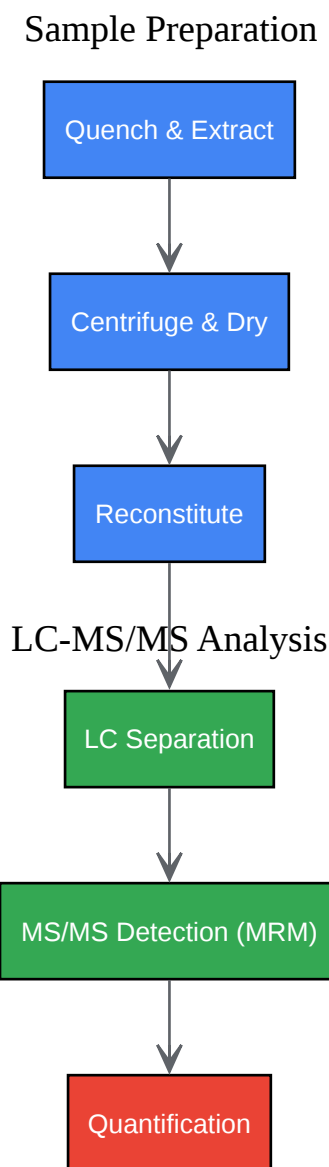 Sample Preparation
Quench & Extract
Centrifuge & Dry
Reconstitute
LC-MS/MS Analysis
LC Separation
MS/MS Detection (MRM)
Quantification